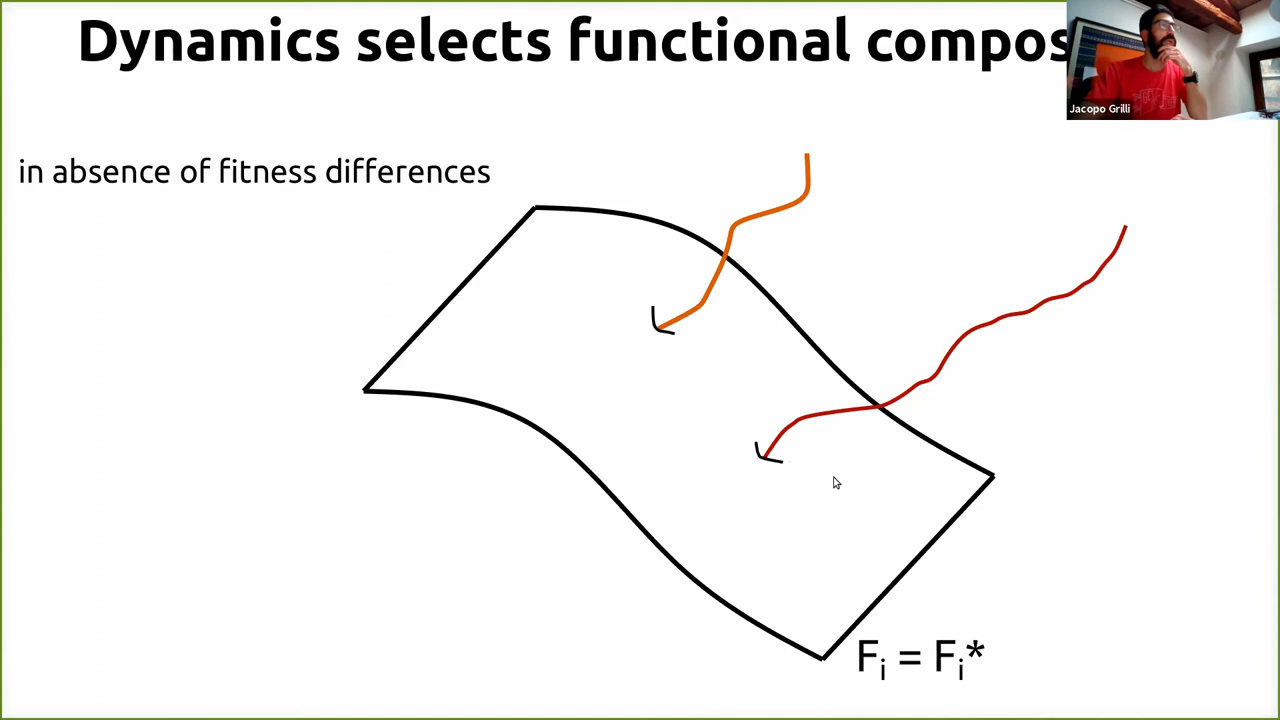 Dynamics selects functional compos
Jacopo Grilli
in absence of fitness differences
Fi = Fi*